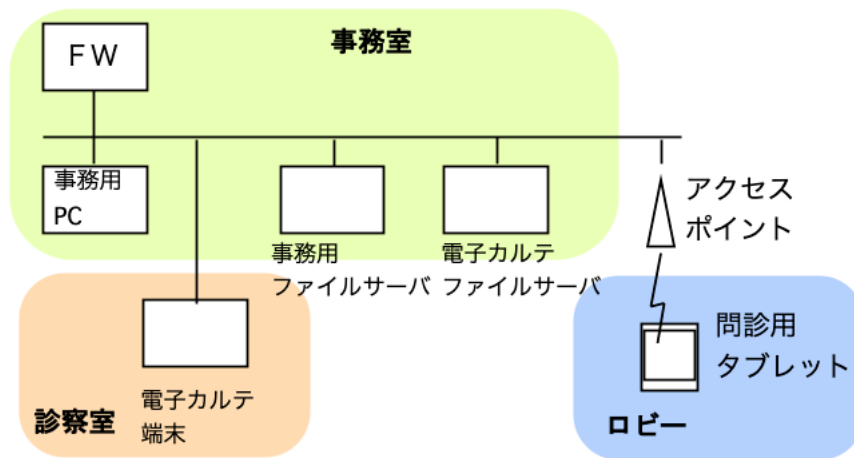 FW
事務室
事務用
PC
アクセス
ポイント
事務用
ファイルサーバ
電子カルテ
ファイルサーバ
問診用
タブレット
電子カルテ
端末
診察室
ロビー